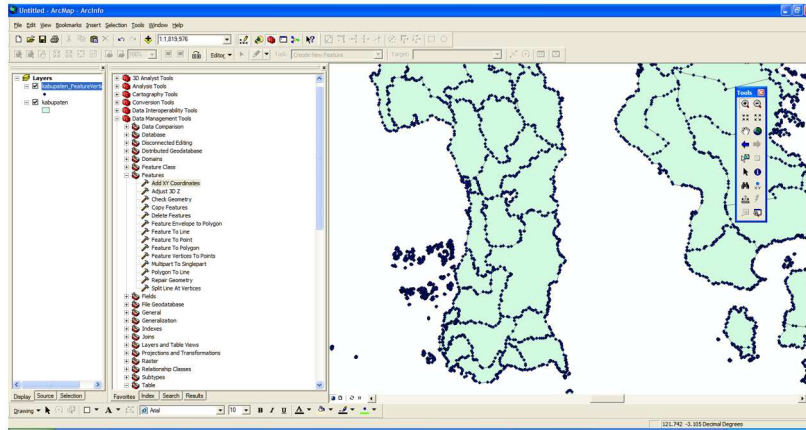 Untitled - ArcMap - ArcInfo
File Edit View Bookmarks Insert Selection Tools Window Help
1:1,819,976
100% Editor Task: Create New Feature Target:
Layers
kabupaten_FeatureVerti
kabupaten
3D Analyst Tools
Analysis Tools
Cartography Tools
Conversion Tools
Data Interoperability Tools
Data Management Tools
Data Comparison
Database
Disconnected Editing
Distributed Geodatabase
Domains
Feature Class
Features
Add XY Coordinates
Adjust 3D Z
Check Geometry
Copy Features
Delete Features
Feature Envelope to Polygon
Feature To Line
Feature To Point
Feature To Polygon
Feature Vertices To Points
Multipart To Singlepart
Polygon To Line
Repair Geometry
Split Line At Vertices
Fields
File Geodatabase
General
Generalization
Indexes
Joins
Layers and Table Views
Projections and Transformations
Raster
Relationship Classes
Subtypes
Table
Tools
XY
Display Source Selection
Favorites Index Search Results
Drawing A Arial 10 B I U A
121.742 -3.105 Decimal Degrees